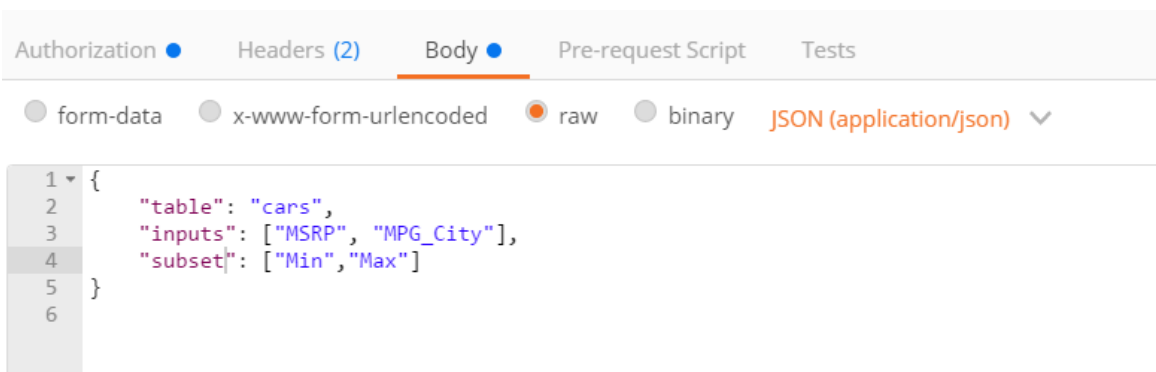 Authorization Headers (2) Body Pre-request Script Tests
form-data x-www-form-urlencoded raw binary JSON (application/json)
1 {
2 "table": "cars",
3 "inputs": ["MSRP", "MPG_City"],
4 "subset": ["Min","Max"]
5 }
6